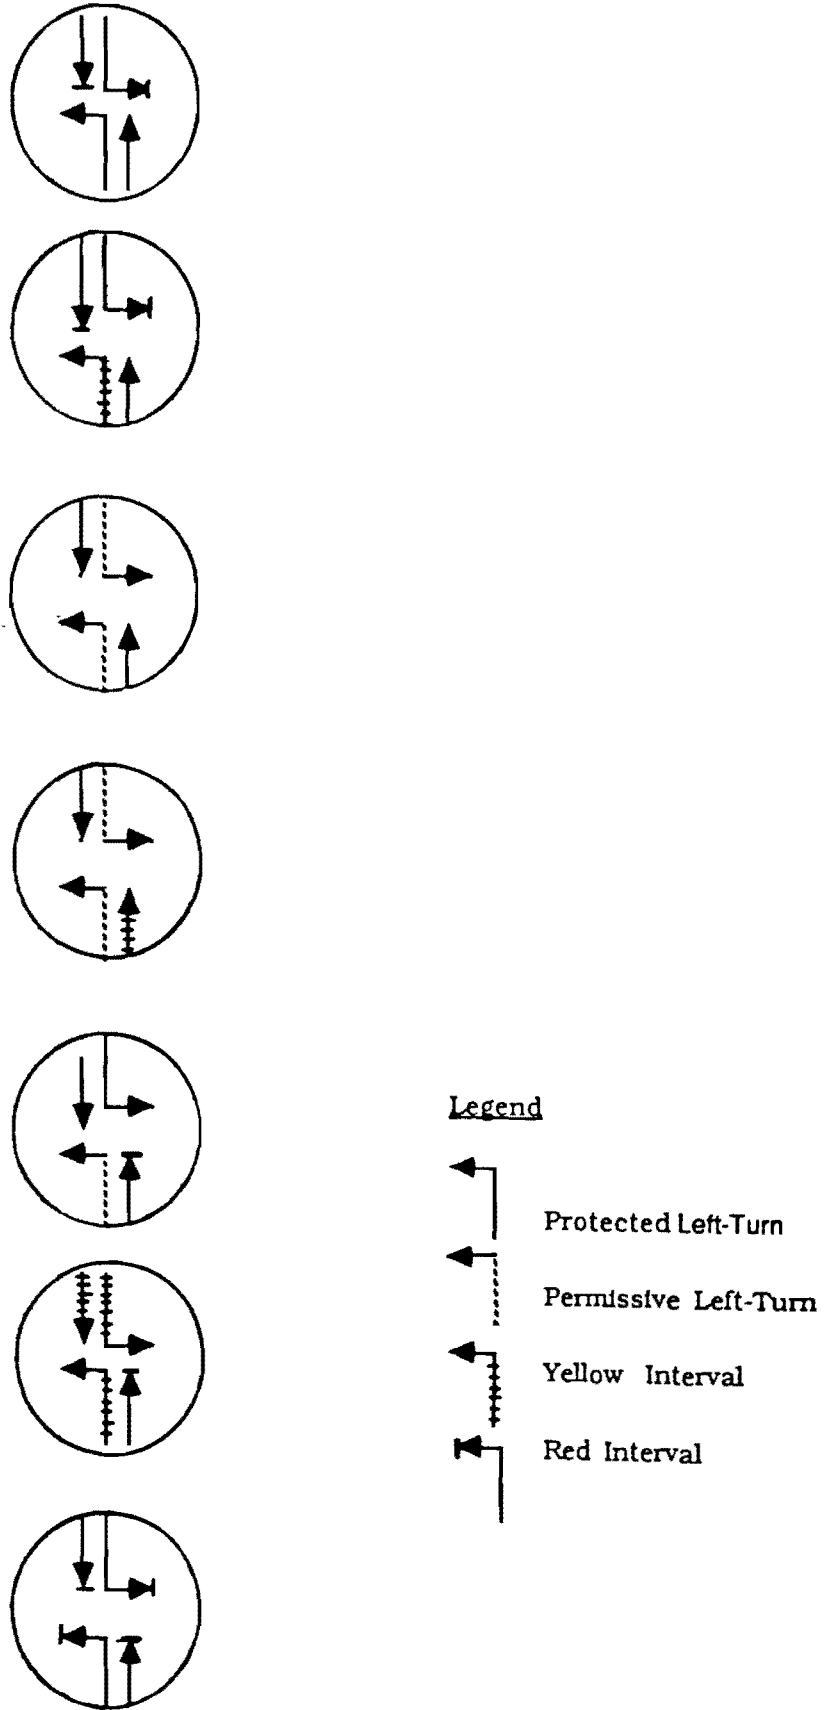 Legend
Protected Left-Turn
Permissive Left-Turn
Yellow Interval
Red Interval